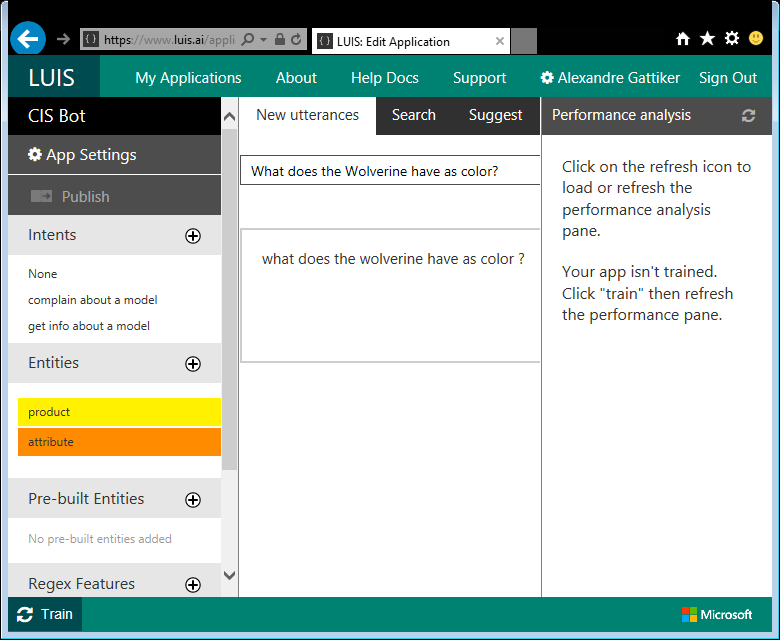 https://www.luis.ai/appli
LUIS: Edit Application
LUIS
My Applications
About
Help Docs
Support
Alexandre Gattiker
Sign Out
CIS Bot
App Settings
Publish
Intents
None
complain about a model
get info about a model
Entities
product
attribute
Pre-built Entities
No pre-built entities added
Regex Features
New utterances
Search
Suggest
What does the Wolverine have as color?
what does the wolverine have as color ?
Performance analysis
Click on the refresh icon to
load or refresh the
performance analysis
pane.
Your app isn't trained.
Click "train" then refresh
the performance pane.
Train
Microsoft